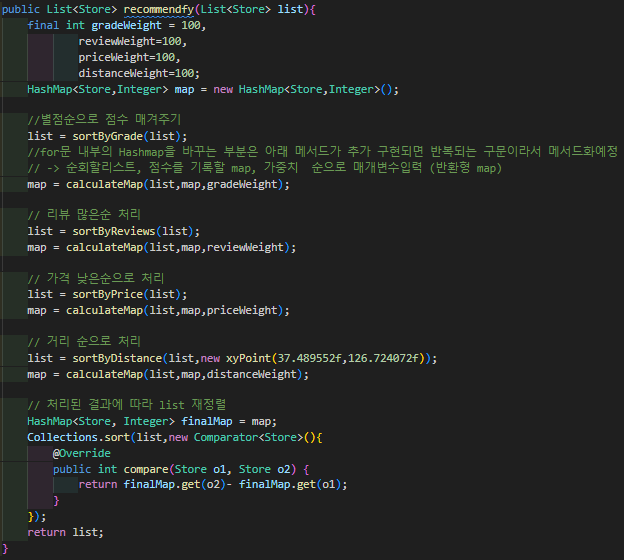 public List<Store> recommendfy(List<Store> list){
    final int gradeWeight = 100,
            reviewWeight=100,
            priceWeight=100,
            distanceWeight=100;
    HashMap<Store,Integer> map = new HashMap<Store,Integer>();

    //별점순으로 점수 매겨주기
    list = sortByGrade(list);
    //for문 내부의 Hashmap을 바꾸는 부분은 아래 메서드가 추가 구현되면 반복되는 구문이라서 메서드화예정
    // -> 순회할리스트, 점수를 기록할 map, 가중치  순으로 매개변수입력 (반환형 map)
    map = calculateMap(list,map,gradeWeight);

    // 리뷰 많은순 처리
    list = sortByReviews(list);
    map = calculateMap(list,map,reviewWeight);

    // 가격 낮은순으로 처리
    list = sortByPrice(list);
    map = calculateMap(list,map,priceWeight);

    // 거리 순으로 처리
    list = sortByDistance(list,new xyPoint(37.489552f,126.724072f));
    map = calculateMap(list,map,distanceWeight);

    // 처리된 결과에 따라 list 재정렬
    HashMap<Store, Integer> finalMap = map;
    Collections.sort(list,new Comparator<Store>(){
        @Override
        public int compare(Store o1, Store o2) {
            return finalMap.get(o2)- finalMap.get(o1);
        }
    });
    return list;
}